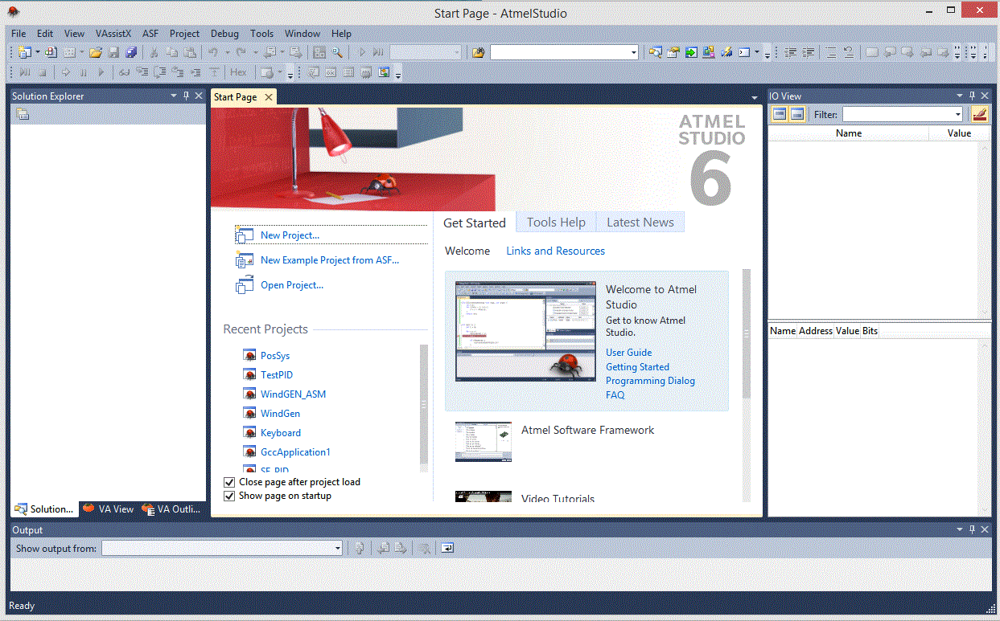 Start Page - AtmelStudio
File Edit View VAssistX ASF Project Debug Tools Window Help
Hex
Solution Explorer
Start Page
IO View
Filter:
Name Value
ATMEL
STUDIO
6
New Project...
New Example Project from ASF...
Open Project...
Recent Projects
PosSys
TestPID
WindGEN_ASM
WindGen
Keyboard
GccApplication1
SF_PID
Close page after project load
Show page on startup
Get Started Tools Help Latest News
Welcome Links and Resources
Welcome to Atmel
Studio
Get to know Atmel
Studio.
User Guide
Getting Started
Programming Dialog
FAQ
Atmel Software Framework
Video Tutorials
Name Address Value Bits
Solution... VA View VA Outli...
Output
Show output from:
Ready